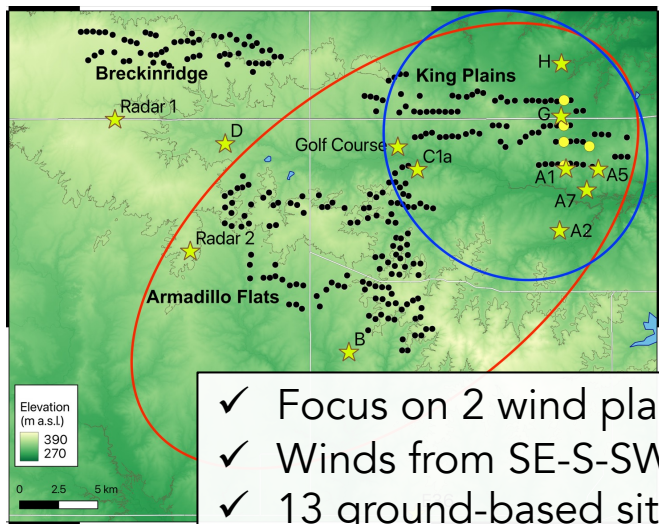 Breckinridge
King Plains
H
Radar 1
G
D
Golf Course
C1a
A1
A5
A7
A2
Radar 2
Armadillo Flats
B
Elevation
(m a.s.l.)
390
270
0 2.5 5 km
✓ Focus on 2 wind pla
✓ Winds from SE-S-SW
✓ 13 ground-based sit